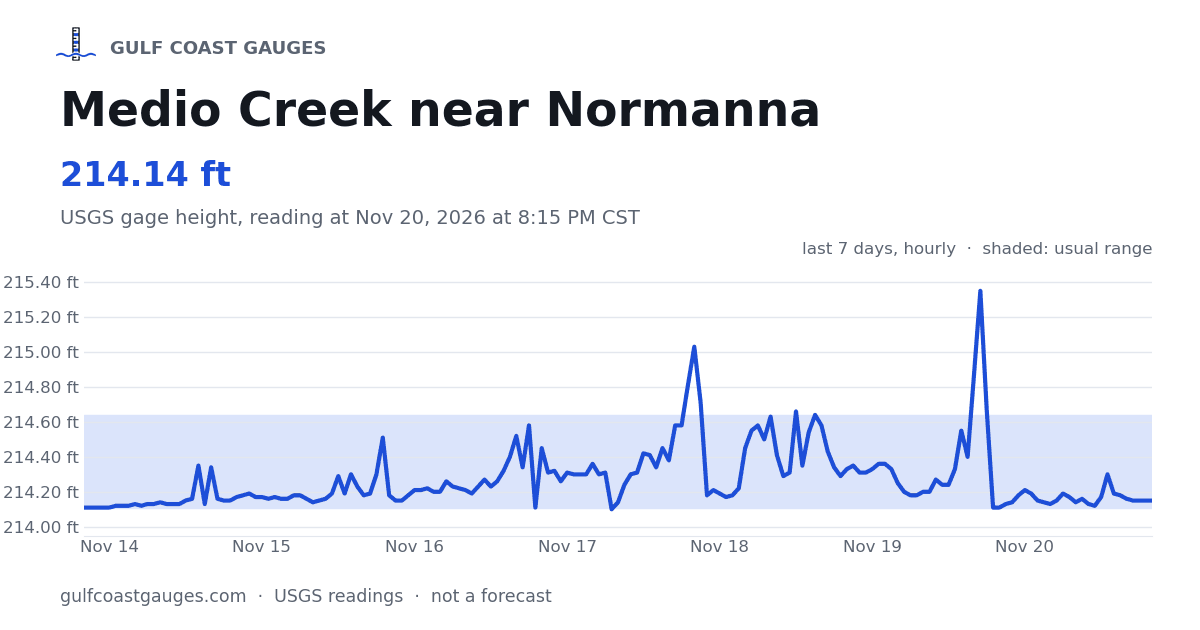 GULF COAST GAUGES
Medio Creek near Normanna
214.14 ft
USGS gage height, reading at Nov 20, 2026 at 8:15 PM CST
last 7 days, hourly · shaded: usual range
215.40 ft
215.20 ft
215.00 ft
214.80 ft
214.60 ft
214.40 ft
214.20 ft
214.00 ft
Nov 14 Nov 15 Nov 16 Nov 17 Nov 18 Nov 19 Nov 20
gulfcoastgauges.com · USGS readings · not a forecast